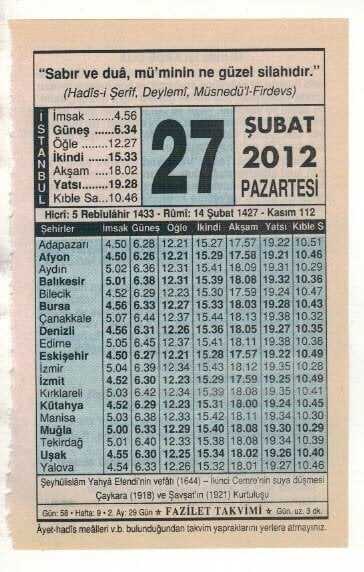 “Sabır ve duâ, mü’minin ne güzel silahıdır.”
(Hadîs-i Şerîf, Deylemî, Müsnedü’l-Firdevs)
İSTANBUL
İmsak ........4.56
Güneş ......6.34
Öğle ........12.27
İkindi .....15.33
Akşam ....18.02
Yatsı.......19.28
Kıble Sa...10.46
27
ŞUBAT
2012
PAZARTESİ
Hicri: 5 Rebiulâhir 1433 - Rûmi: 14 Şubat 1427 - Kasım 112
Şehirler İmsak Güneş Öğle İkindi Akşam Yatsı Kıble S
Adapazarı 4.50 6.28 12.21 15.27 17.57 19.22 10.51
Afyon 4.50 6.26 12.21 15.29 17.58 19.21 10.46
Aydın 5.02 6.36 12.31 15.41 18.09 19.31 10.29
Balıkesir 5.01 6.38 12.31 15.39 18.08 19.32 10.36
Bilecik 4.52 6.29 12.23 15.30 17.59 19.24 10.47
Bursa 4.56 6.33 12.27 15.33 18.03 19.28 10.43
Çanakkale 5.07 6.44 12.37 15.44 18.13 19.38 10.32
Denizli 4.56 6.31 12.26 15.36 18.05 19.27 10.35
Edirne 5.05 6.45 12.37 15.41 18.11 19.38 10.38
Eskişehir 4.50 6.27 12.21 15.28 17.57 19.22 10.49
İzmir 5.04 6.39 12.34 15.43 18.12 19.35 10.28
İzmit 4.52 6.30 12.23 15.29 17.59 19.25 10.49
Kırklareli 5.03 6.42 12.34 15.39 18.08 19.35 10.41
Kütahya 4.52 6.29 12.23 15.31 18.00 19.24 10.45
Manisa 5.03 6.38 12.33 15.42 18.11 19.34 10.30
Muğla 5.00 6.33 12.29 15.40 18.08 19.30 10.30
Tekirdağ 5.01 6.40 12.33 15.38 18.08 19.34 10.39
Uşak 4.55 6.30 12.25 15.34 18.02 19.26 10.40
Yalova 4.54 6.33 12.26 15.32 18.01 19.27 10.46
Şeyhülislâm Yahyâ Efendi’nin vefâtı (1644) – İkinci Cemre’nin suya düşmesi
Çaykara (1918) ve Şavşat’ın (1921) Kurtuluşu
Gün: 58 • Hafta: 9 • 2. Ay: 29 Gün ★ FAZİLET TAKVİMİ ★ Gün. uz. 3 dk.
Âyet-hadîs meâlleri v.b. bulunduğundan takvim yapraklarını yerlere atmayınız.